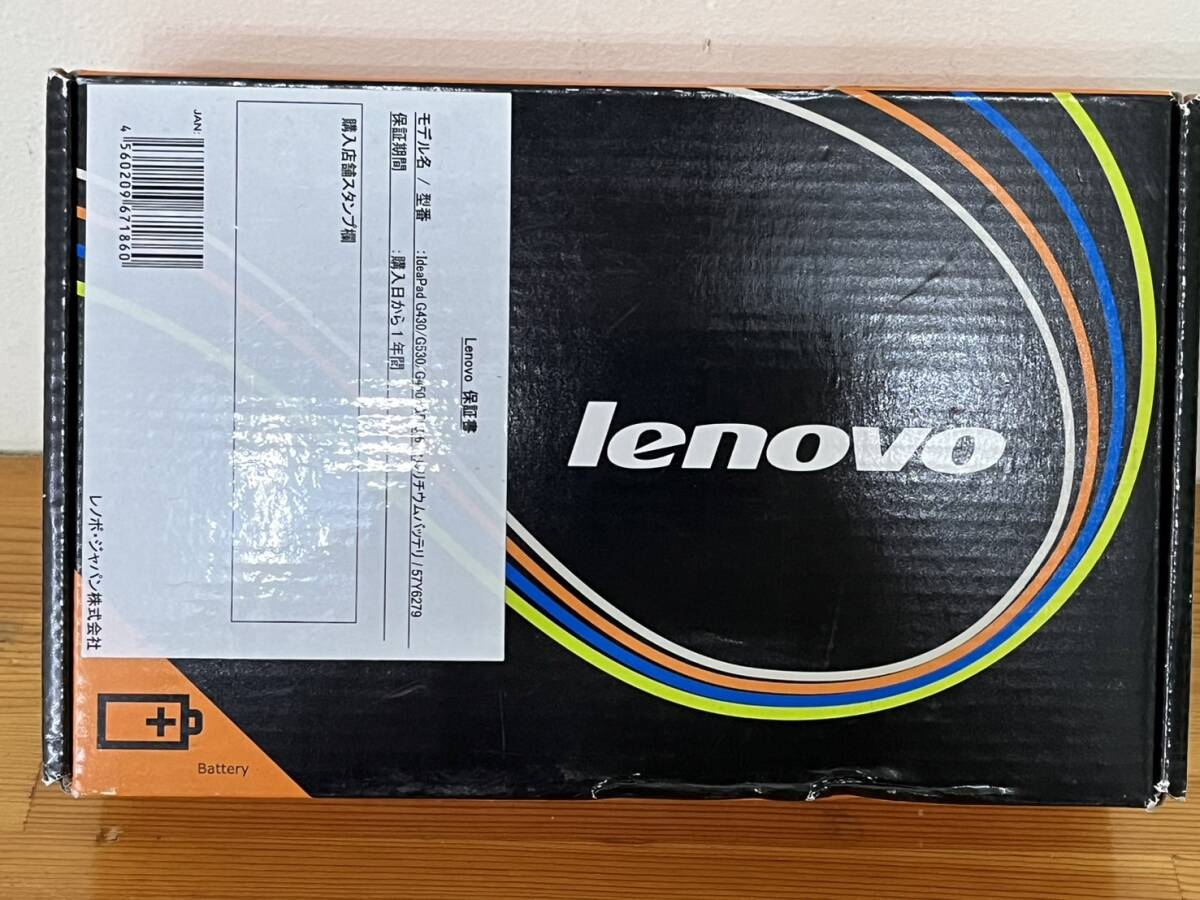 Lenovo 保証書
モデル名 / 型番 :IdeaPad G430/G530/G450 リチウムバッテリ / 57Y6279
保証期間 : 購入日から 1 年間
購入店舗スタンプ欄
JAN:
4 560209 671860
レノボ・ジャパン株式会社
lenovo
Battery